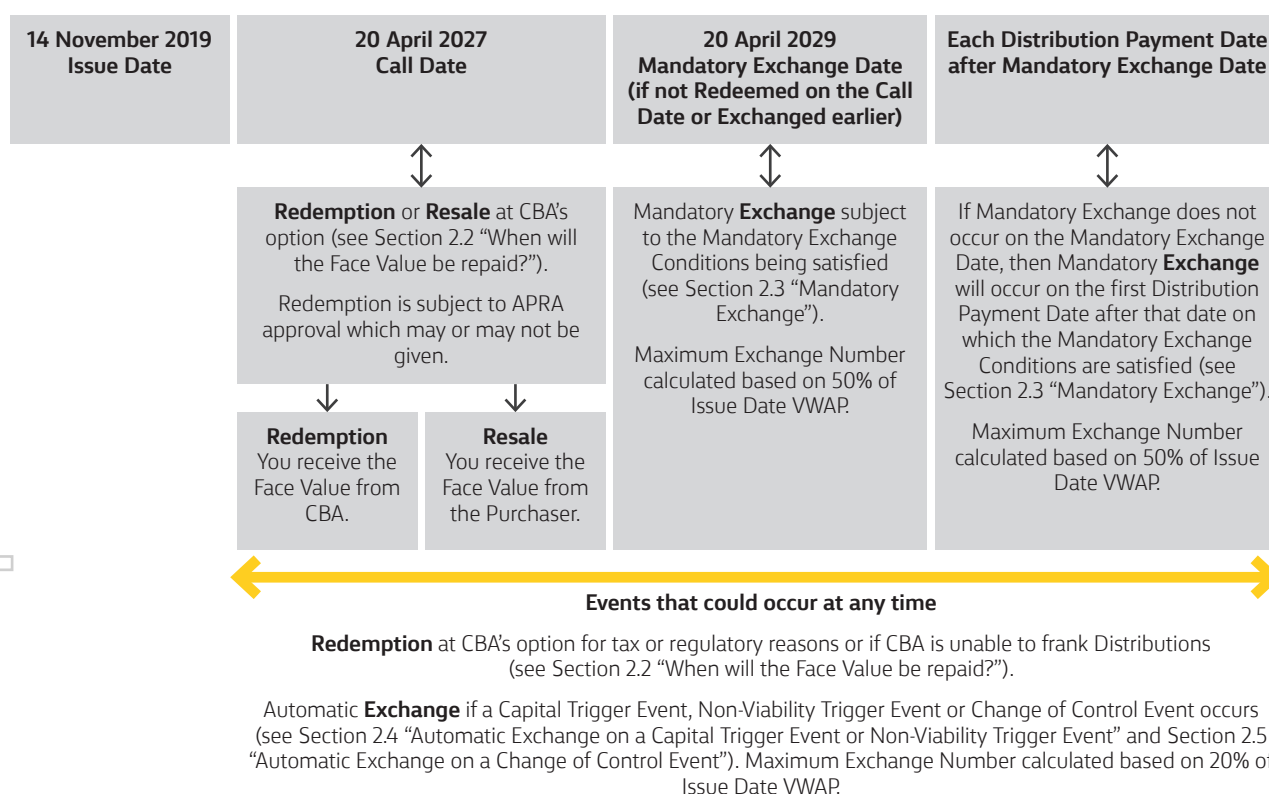 14 November 2019
Issue Date
20 April 2027
Call Date
20 April 2029
Mandatory Exchange Date
(if not Redeemed on the Call
Date or Exchanged earlier)
Each Distribution Payment Date
after Mandatory Exchange Date
Redemption or Resale at CBA's
option (see Section 2.2 “When will
the Face Value be repaid?”).
Redemption is subject to APRA
approval which may or may not be
given.
Redemption
You receive the
Face Value from
CBA.
Resale
You receive the
Face Value from
the Purchaser.
Mandatory Exchange subject
to the Mandatory Exchange
Conditions being satisfied
(see Section 2.3 “Mandatory
Exchange”).
Maximum Exchange Number
calculated based on 50% of
Issue Date VWAP.
If Mandatory Exchange does not
occur on the Mandatory Exchange
Date, then Mandatory Exchange
will occur on the first Distribution
Payment Date after that date on
which the Mandatory Exchange
Conditions are satisfied (see
Section 2.3 “Mandatory Exchange”).
Maximum Exchange Number
calculated based on 50% of Issue
Date VWAP.
Events that could occur at any time
Redemption at CBA's option for tax or regulatory reasons or if CBA is unable to frank Distributions
(see Section 2.2 “When will the Face Value be repaid?”).
Automatic Exchange if a Capital Trigger Event, Non-Viability Trigger Event or Change of Control Event occurs
(see Section 2.4 “Automatic Exchange on a Capital Trigger Event or Non-Viability Trigger Event” and Section 2.5
“Automatic Exchange on a Change of Control Event”). Maximum Exchange Number calculated based on 20% of
Issue Date VWAP.